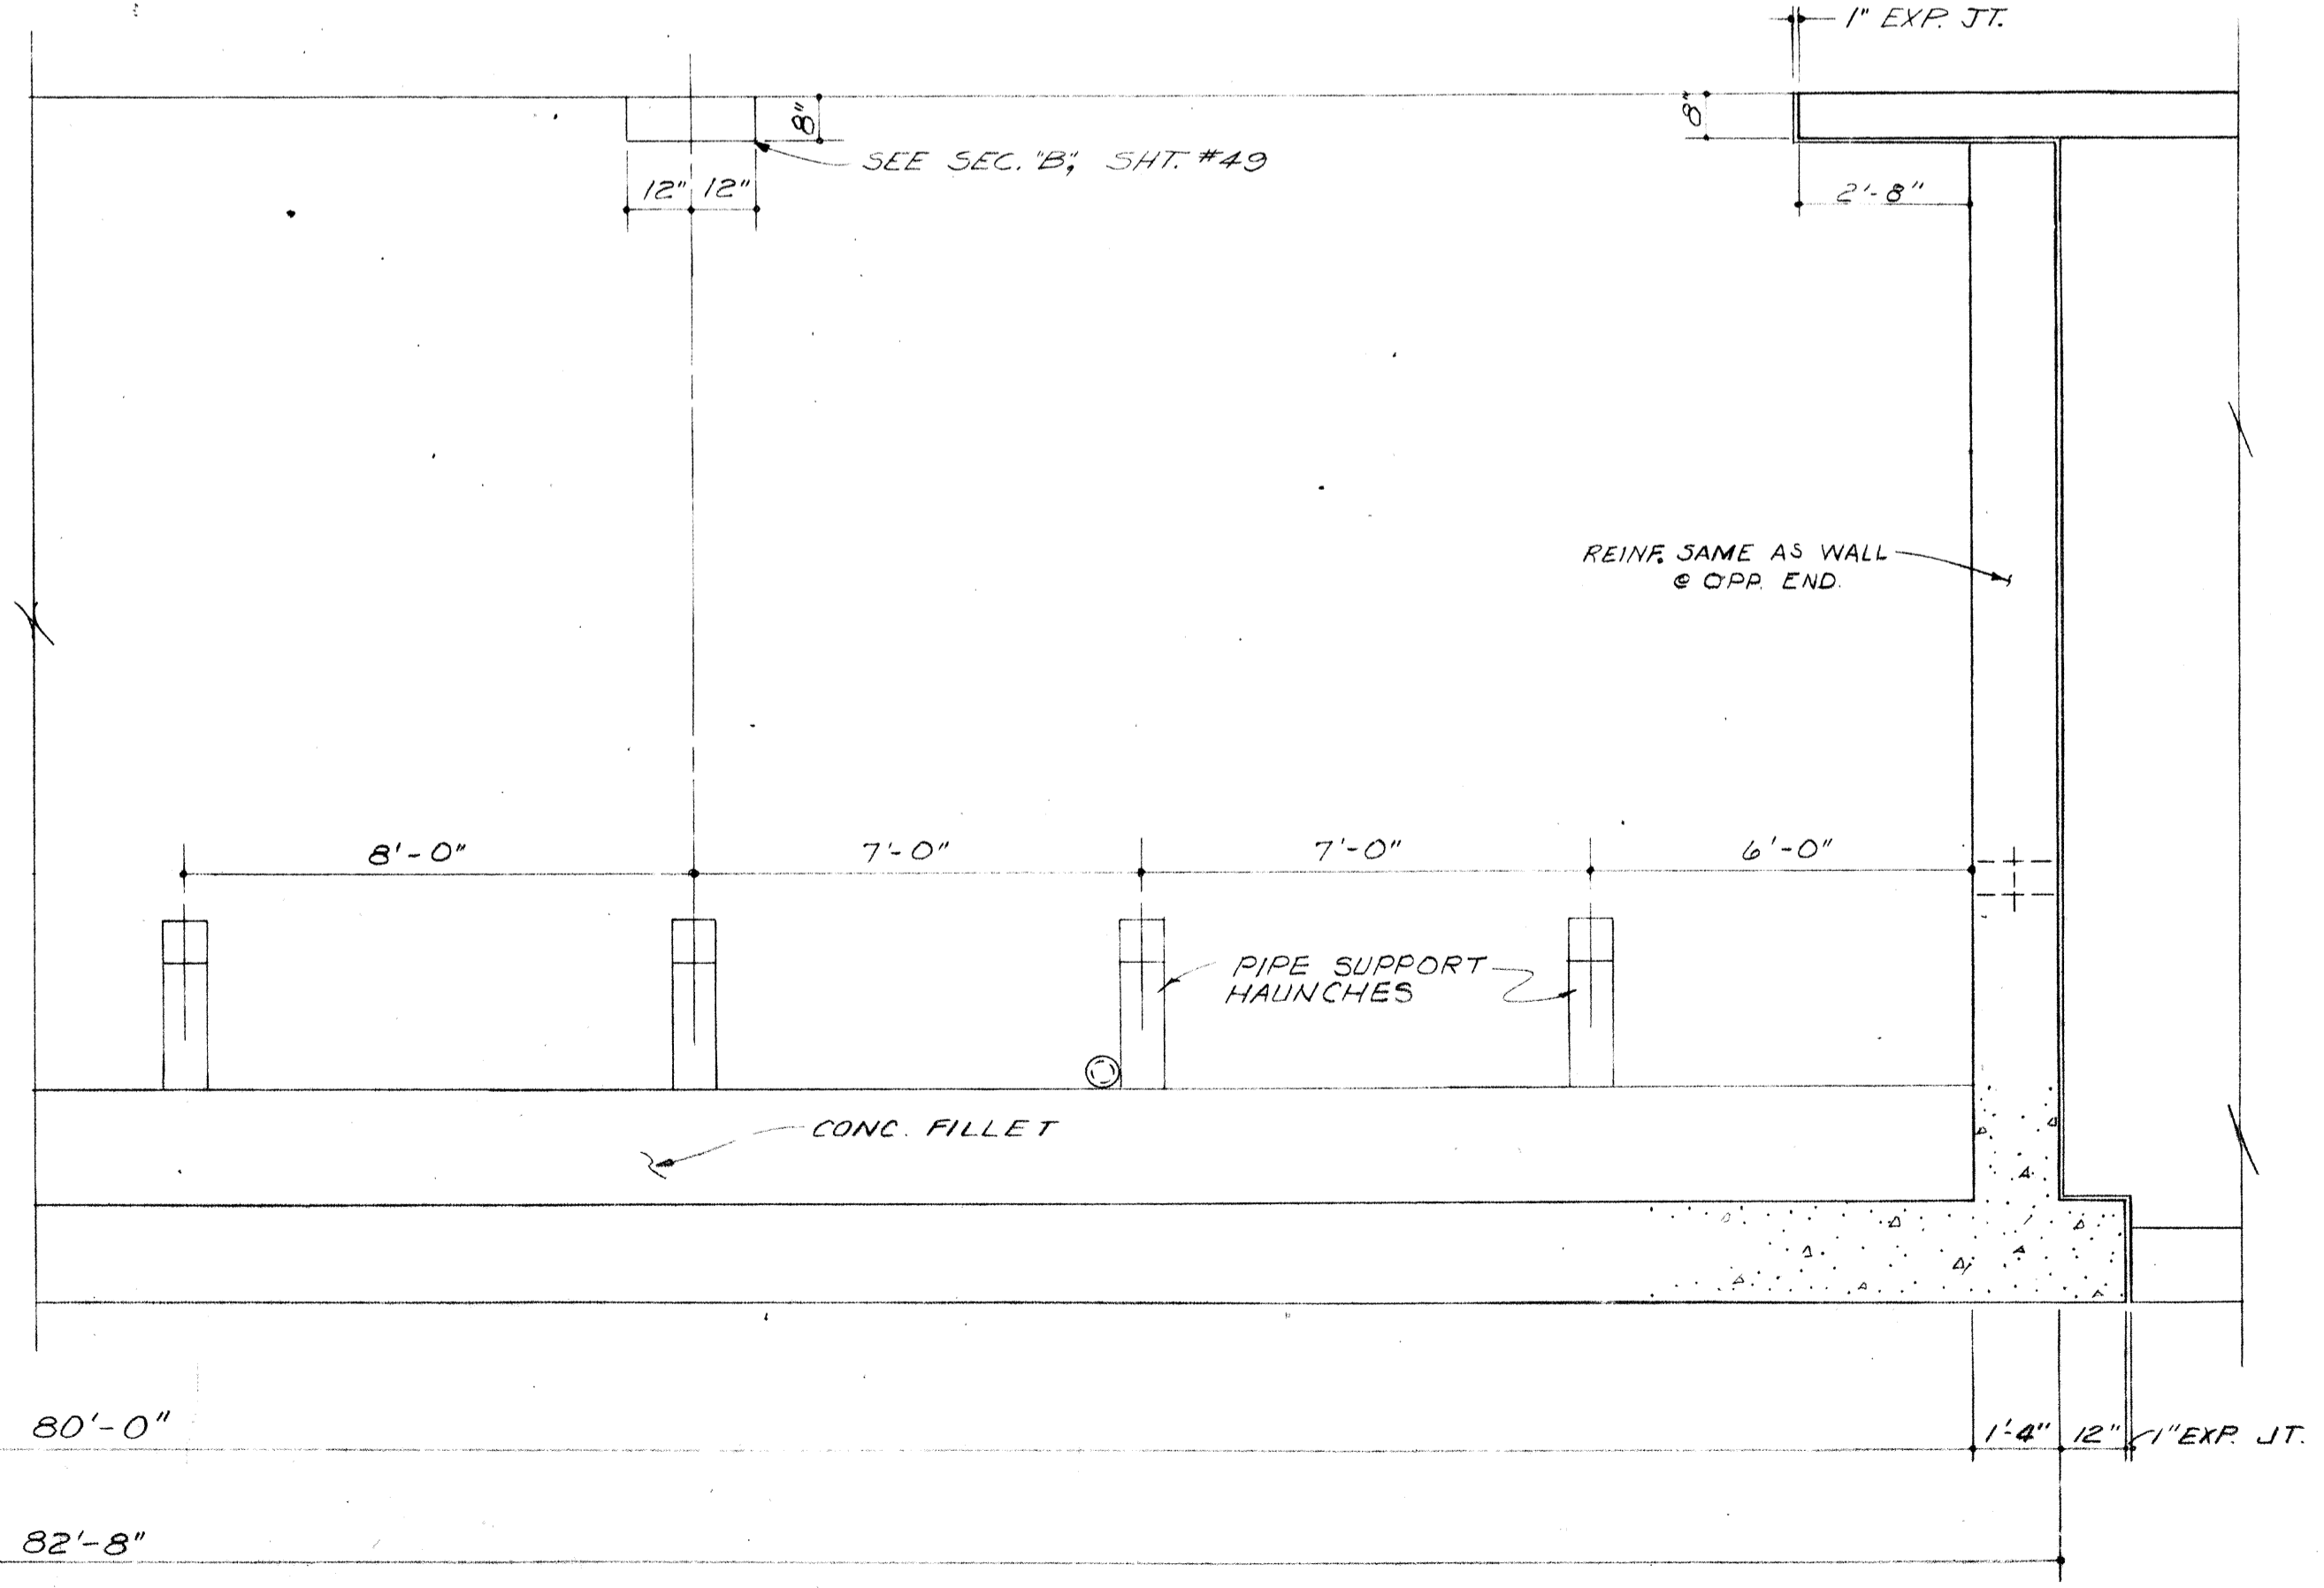 1" EXP. JT.
8"
8"
SEE SEC. "B", SHT. #49
12" 12"
2'-8"
REINF. SAME AS WALL
@ OPP. END.
8'-0"
7'-0"
7'-0"
6'-0"
PIPE SUPPORT
HAUNCHES
CONC. FILLET
80'-0"
1'-4"
12"
1" EXP. JT.
82'-8"